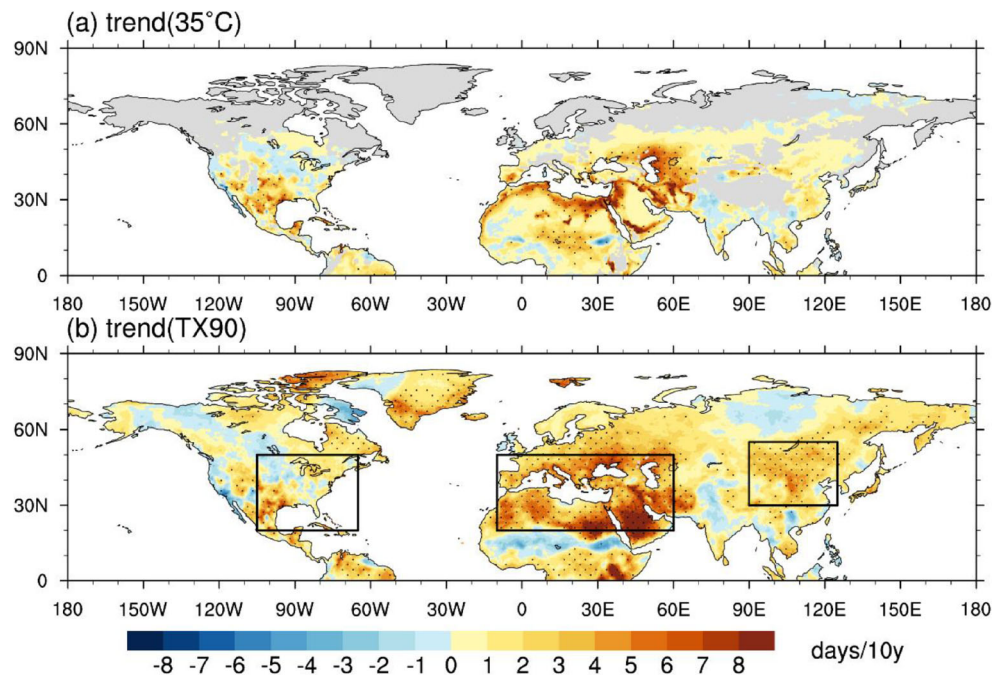 (a) trend(35°C)
90N
60N
30N
0
180 150W 120W 90W 60W 30W 0 30E 60E 90E 120E 150E 180
(b) trend(TX90)
90N
60N
30N
0
180 150W 120W 90W 60W 30W 0 30E 60E 90E 120E 150E 180
-8 -7 -6 -5 -4 -3 -2 -1 0 1 2 3 4 5 6 7 8 days/10y